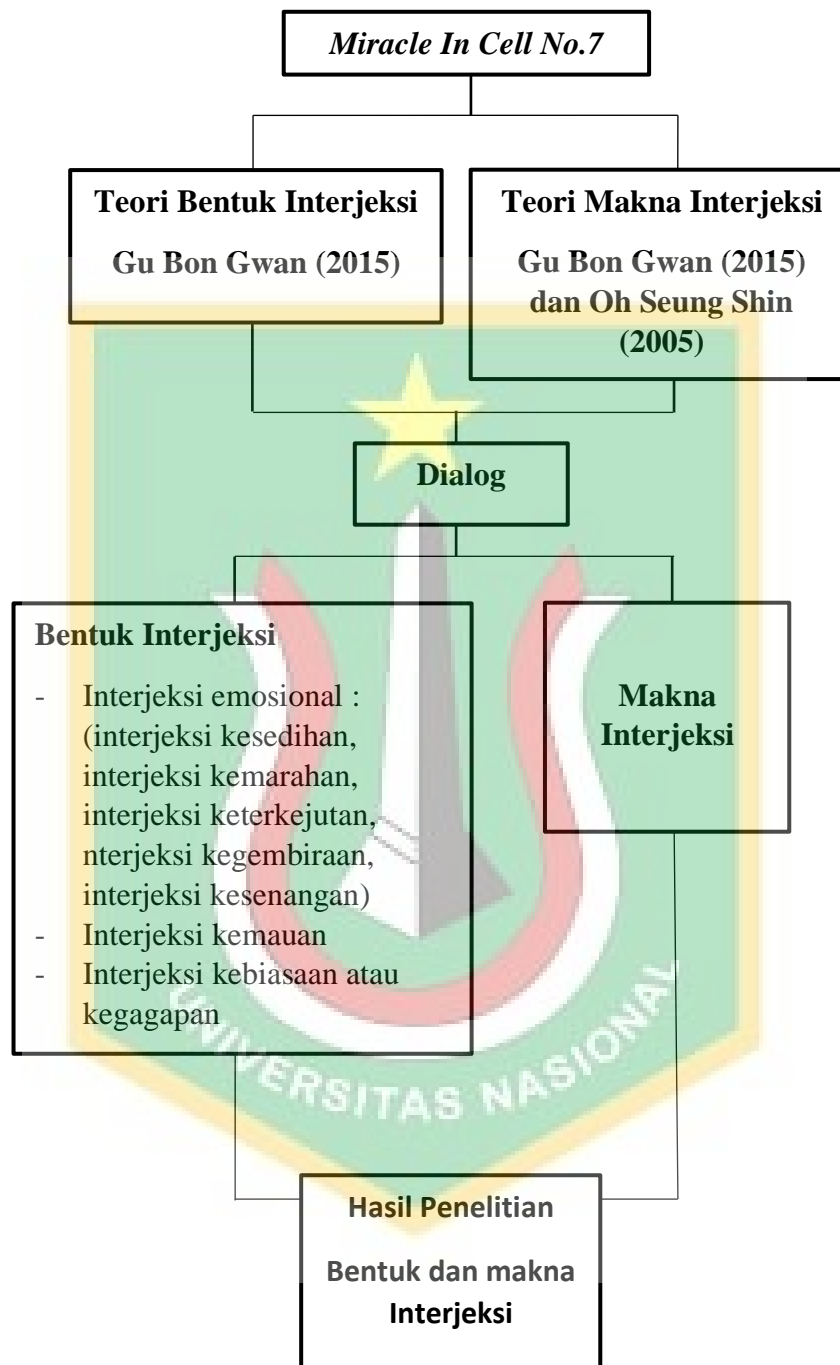 Miracle In Cell No.7
Teori Bentuk Interjeksi
Gu Bon Gwan (2015)
Teori Makna Interjeksi
Gu Bon Gwan (2015)
dan Oh Seung Shin
(2005)
Dialog
Bentuk Interjeksi
- Interjeksi emosional :
(interjeksi kesedihan,
interjeksi kemarahan,
interjeksi keterkejutan,
nterjeksi kegembiraan,
interjeksi kesenangan)
- Interjeksi kemauan
- Interjeksi kebiasaan atau
kegagapan
Makna
Interjeksi
UNIVERSITAS NASIONAL
Hasil Penelitian
Bentuk dan makna
Interjeksi